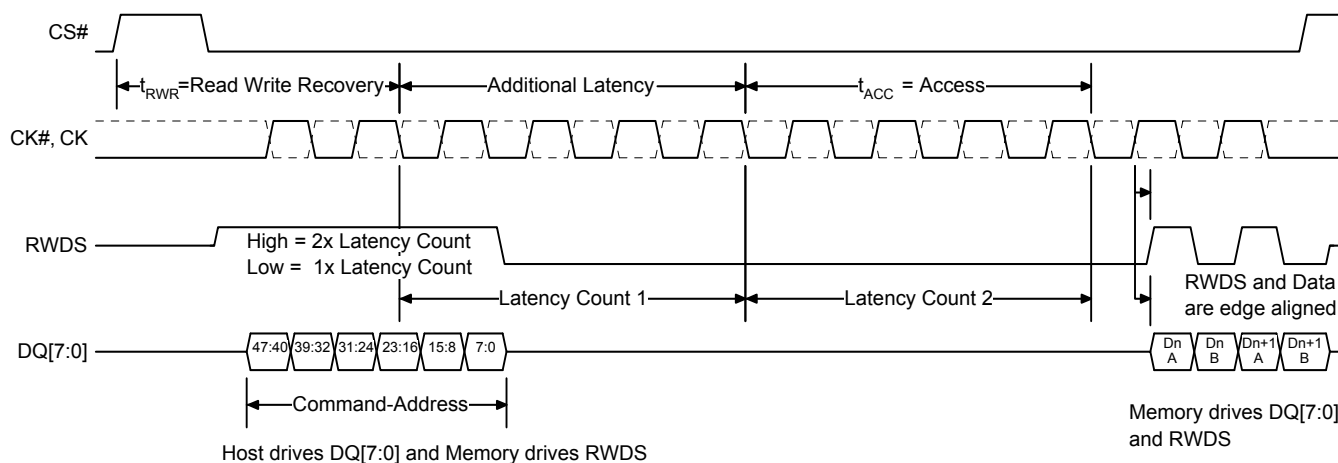 CS#
tRWR=Read Write Recovery
Additional Latency
tACC = Access
CK#, CK
RWDS
High = 2x Latency Count
Low = 1x Latency Count
Latency Count 1
Latency Count 2
RWDS and Data
are edge aligned
DQ[7:0]
47:40 39:32 31:24 23:16 15:8 7:0
Dn A
Dn B
Dn+1 A
Dn+1 B
Command-Address
Host drives DQ[7:0] and Memory drives RWDS
Memory drives DQ[7:0]
and RWDS